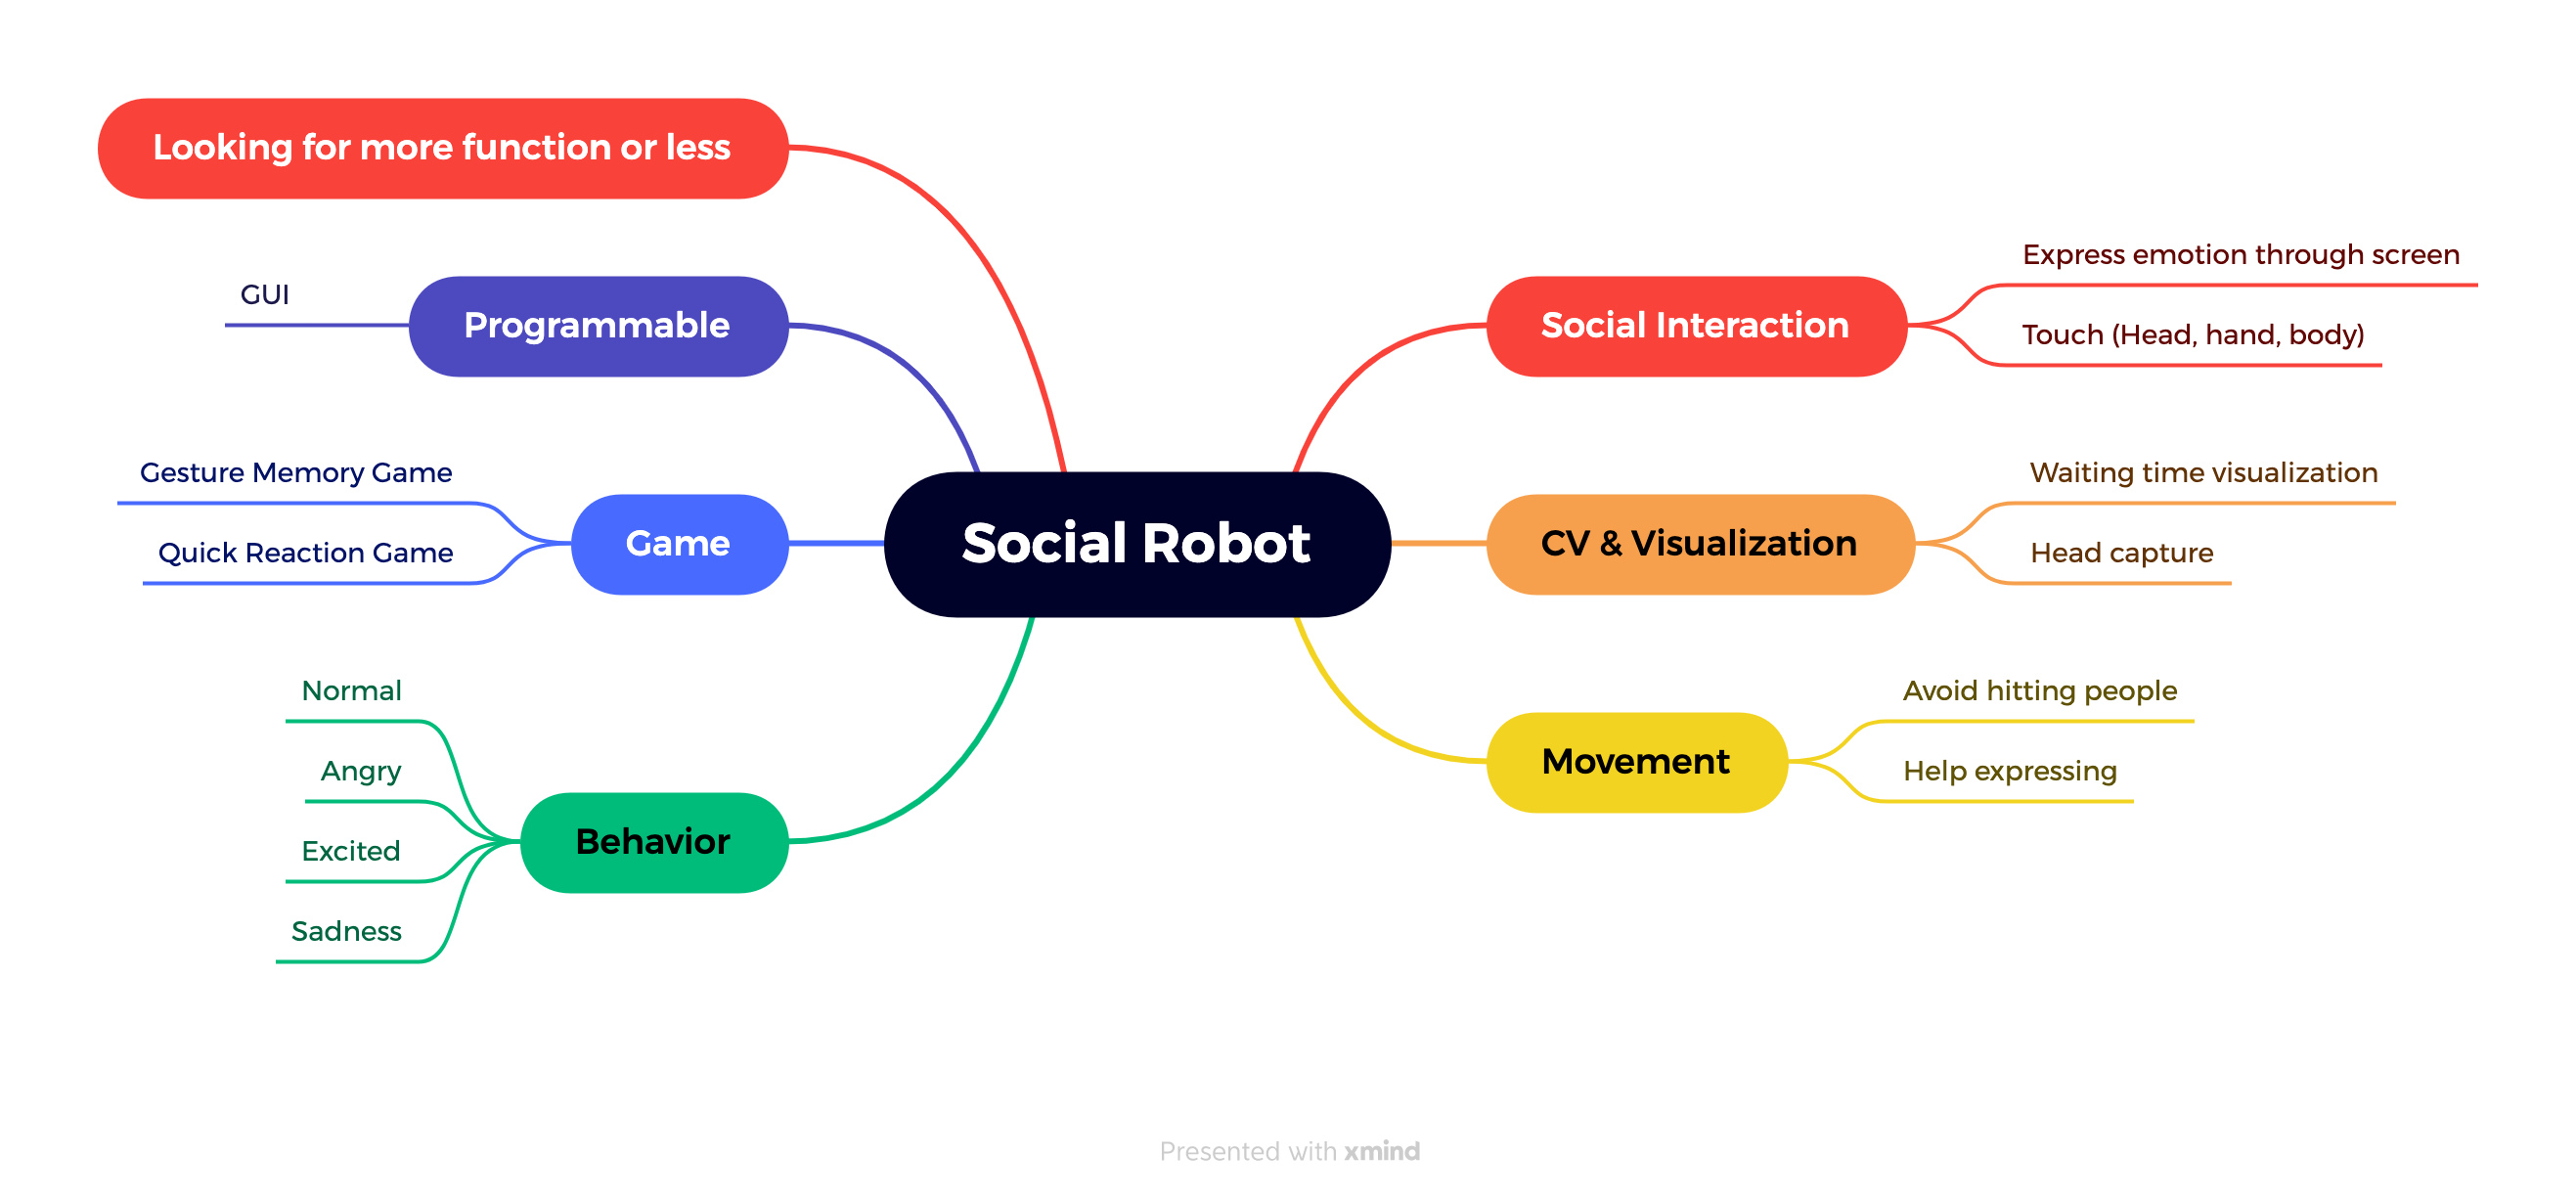 Looking for more function or less
Programmable
GUI
Game
Gesture Memory Game
Quick Reaction Game
Behavior
Normal
Angry
Excited
Sadness
Social Robot
Social Interaction
Express emotion through screen
Touch (Head, hand, body)
CV & Visualization
Waiting time visualization
Head capture
Movement
Avoid hitting people
Help expressing
Presented with xmind